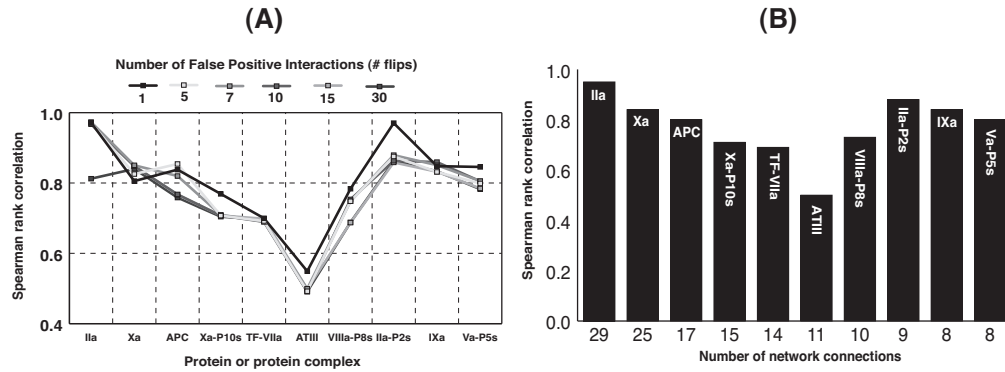 (A)
Number of False Positive Interactions (# flips)
1 5 7 10 15 30
Spearman rank correlation
1.0
0.8
0.6
0.4
IIa Xa APC Xa-P10s TF-VIIa ATIII VIIIa-P8s IIa-P2s IXa Va-P5s
Protein or protein complex
(B)
Spearman rank correlation
1.0
0.8
0.6
0.4
0.2
0.0
IIa
Xa
APC
Xa-P10s
TF-VIIa
ATIII
VIIIa-P8s
IIa-P2s
IXa
Va-P5s
29 25 17 15 14 11 10 9 8 8
Number of network connections